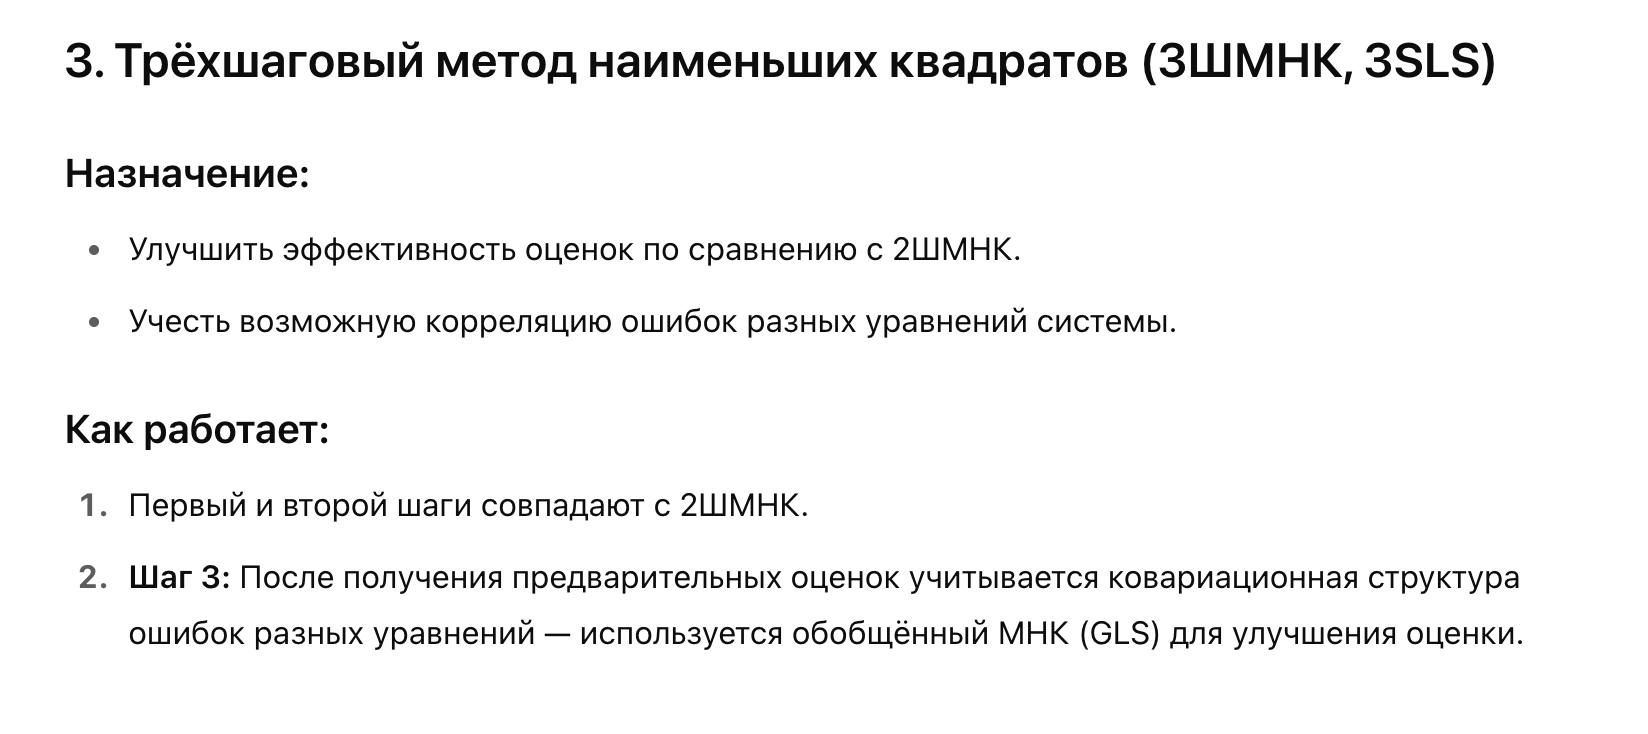 3. Трёхшаговый метод наименьших квадратов (3ШМНК, 3SLS)
Назначение:
• Улучшить эффективность оценок по сравнению с 2ШМНК.
• Учесть возможную корреляцию ошибок разных уравнений системы.
Как работает:
1. Первый и второй шаги совпадают с 2ШМНК.
2. Шаг 3: После получения предварительных оценок учитывается ковариационная структура
ошибок разных уравнений — используется обобщённый МНК (GLS) для улучшения оценки.